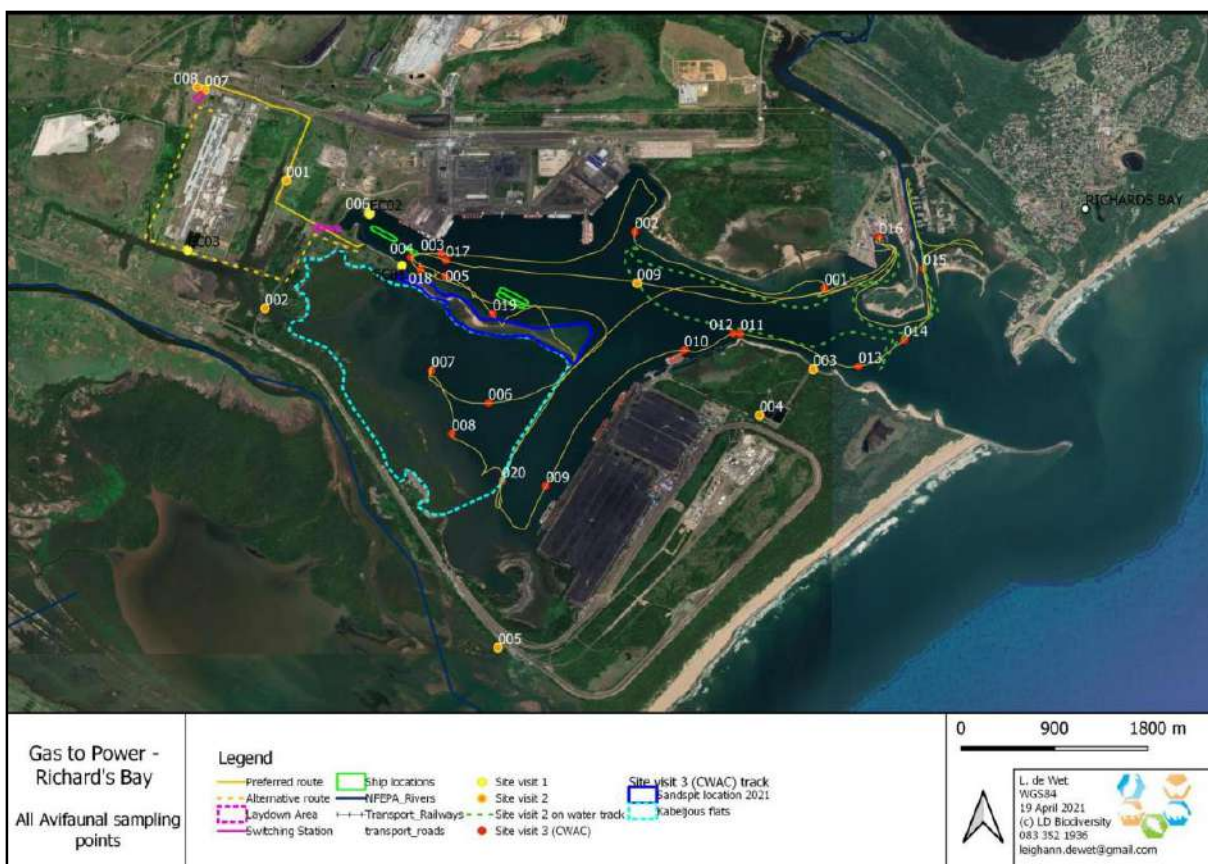 008 007
001
006 EC02
EC03
002
004 003 017
018 005
019
007
006
008
020
009
005
002
009
001
016
015
014
012 011
010
013
003
004
RICHARDS BAY
Gas to Power -
Richard's Bay
All Avifaunal sampling
points
Legend
Preferred route
Alternative route
Laydown Area
Switching Station
Ship locations
NFEPA_Rivers
Transport_Railways
transport_roads
Site visit 1
Site visit 2
Site visit 2 on water track
Site visit 3 (CWAC)
Site visit 3 (CWAC) track
Sandspit location 2021
Kabeljous flats
0 900 1800 m
L. de Wet
WGS84
19 April 2021
(c) LD Biodiversity
083 352 1936
leighann.dewet@gmail.com